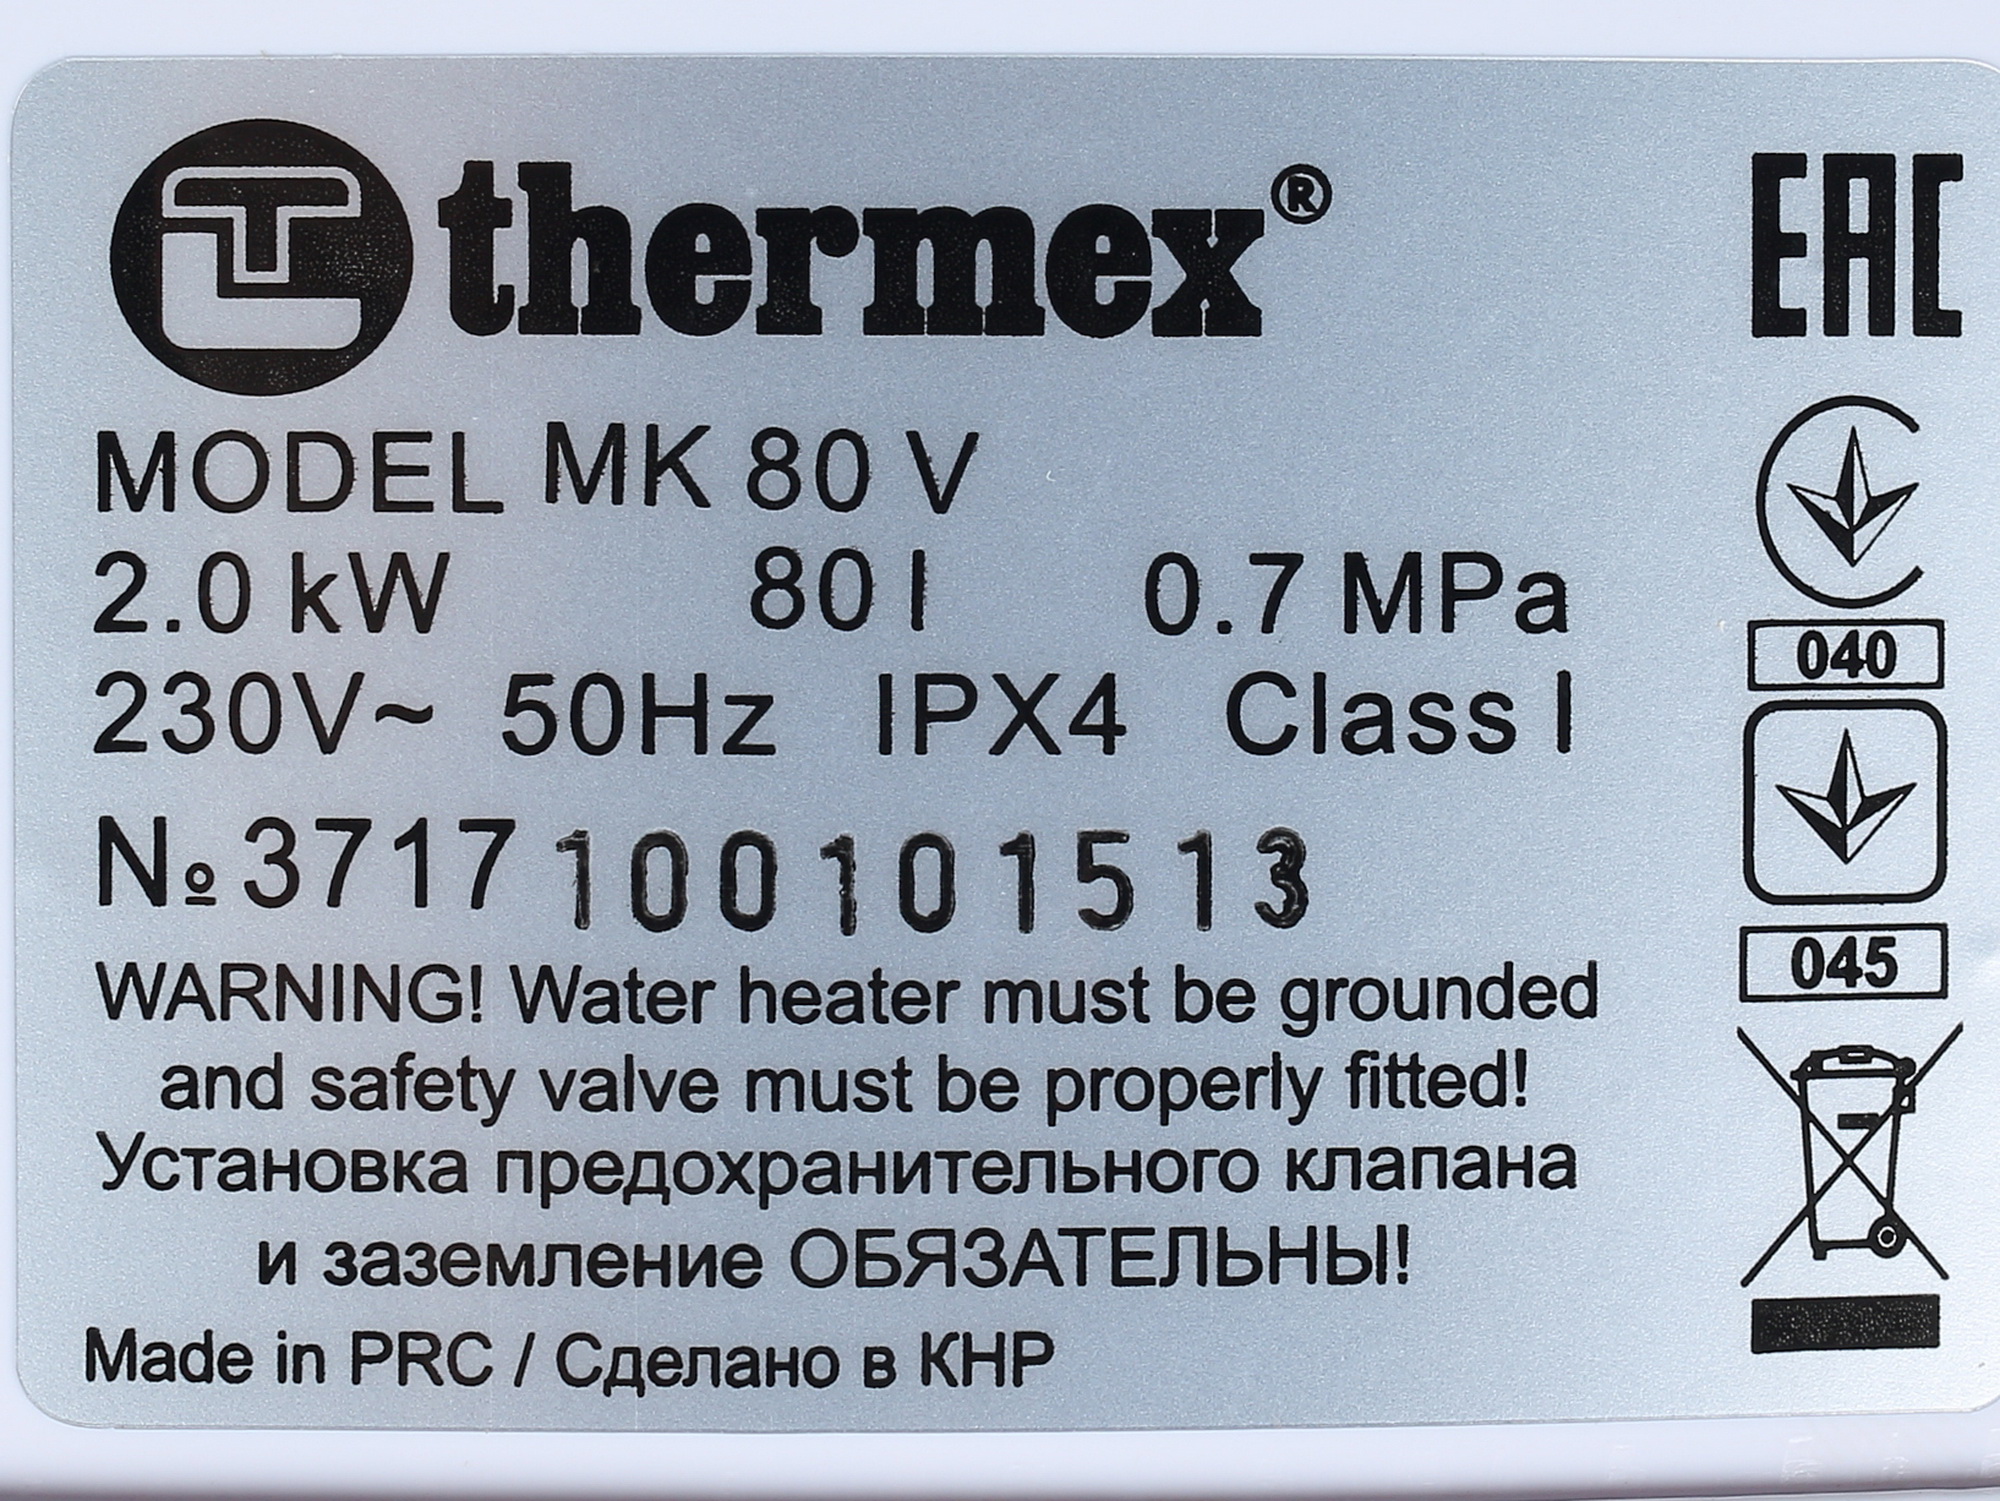 thermex®
EAC
MODEL MK 80 V
2.0 kW 80 l 0.7 MPa
230V~ 50Hz IPX4 Class I
040
№ 3717100101513
045
WARNING! Water heater must be grounded
and safety valve must be properly fitted!
Установка предохранительного клапана
и заземление ОБЯЗАТЕЛЬНЫ!
Made in PRC / Сделано в КНР